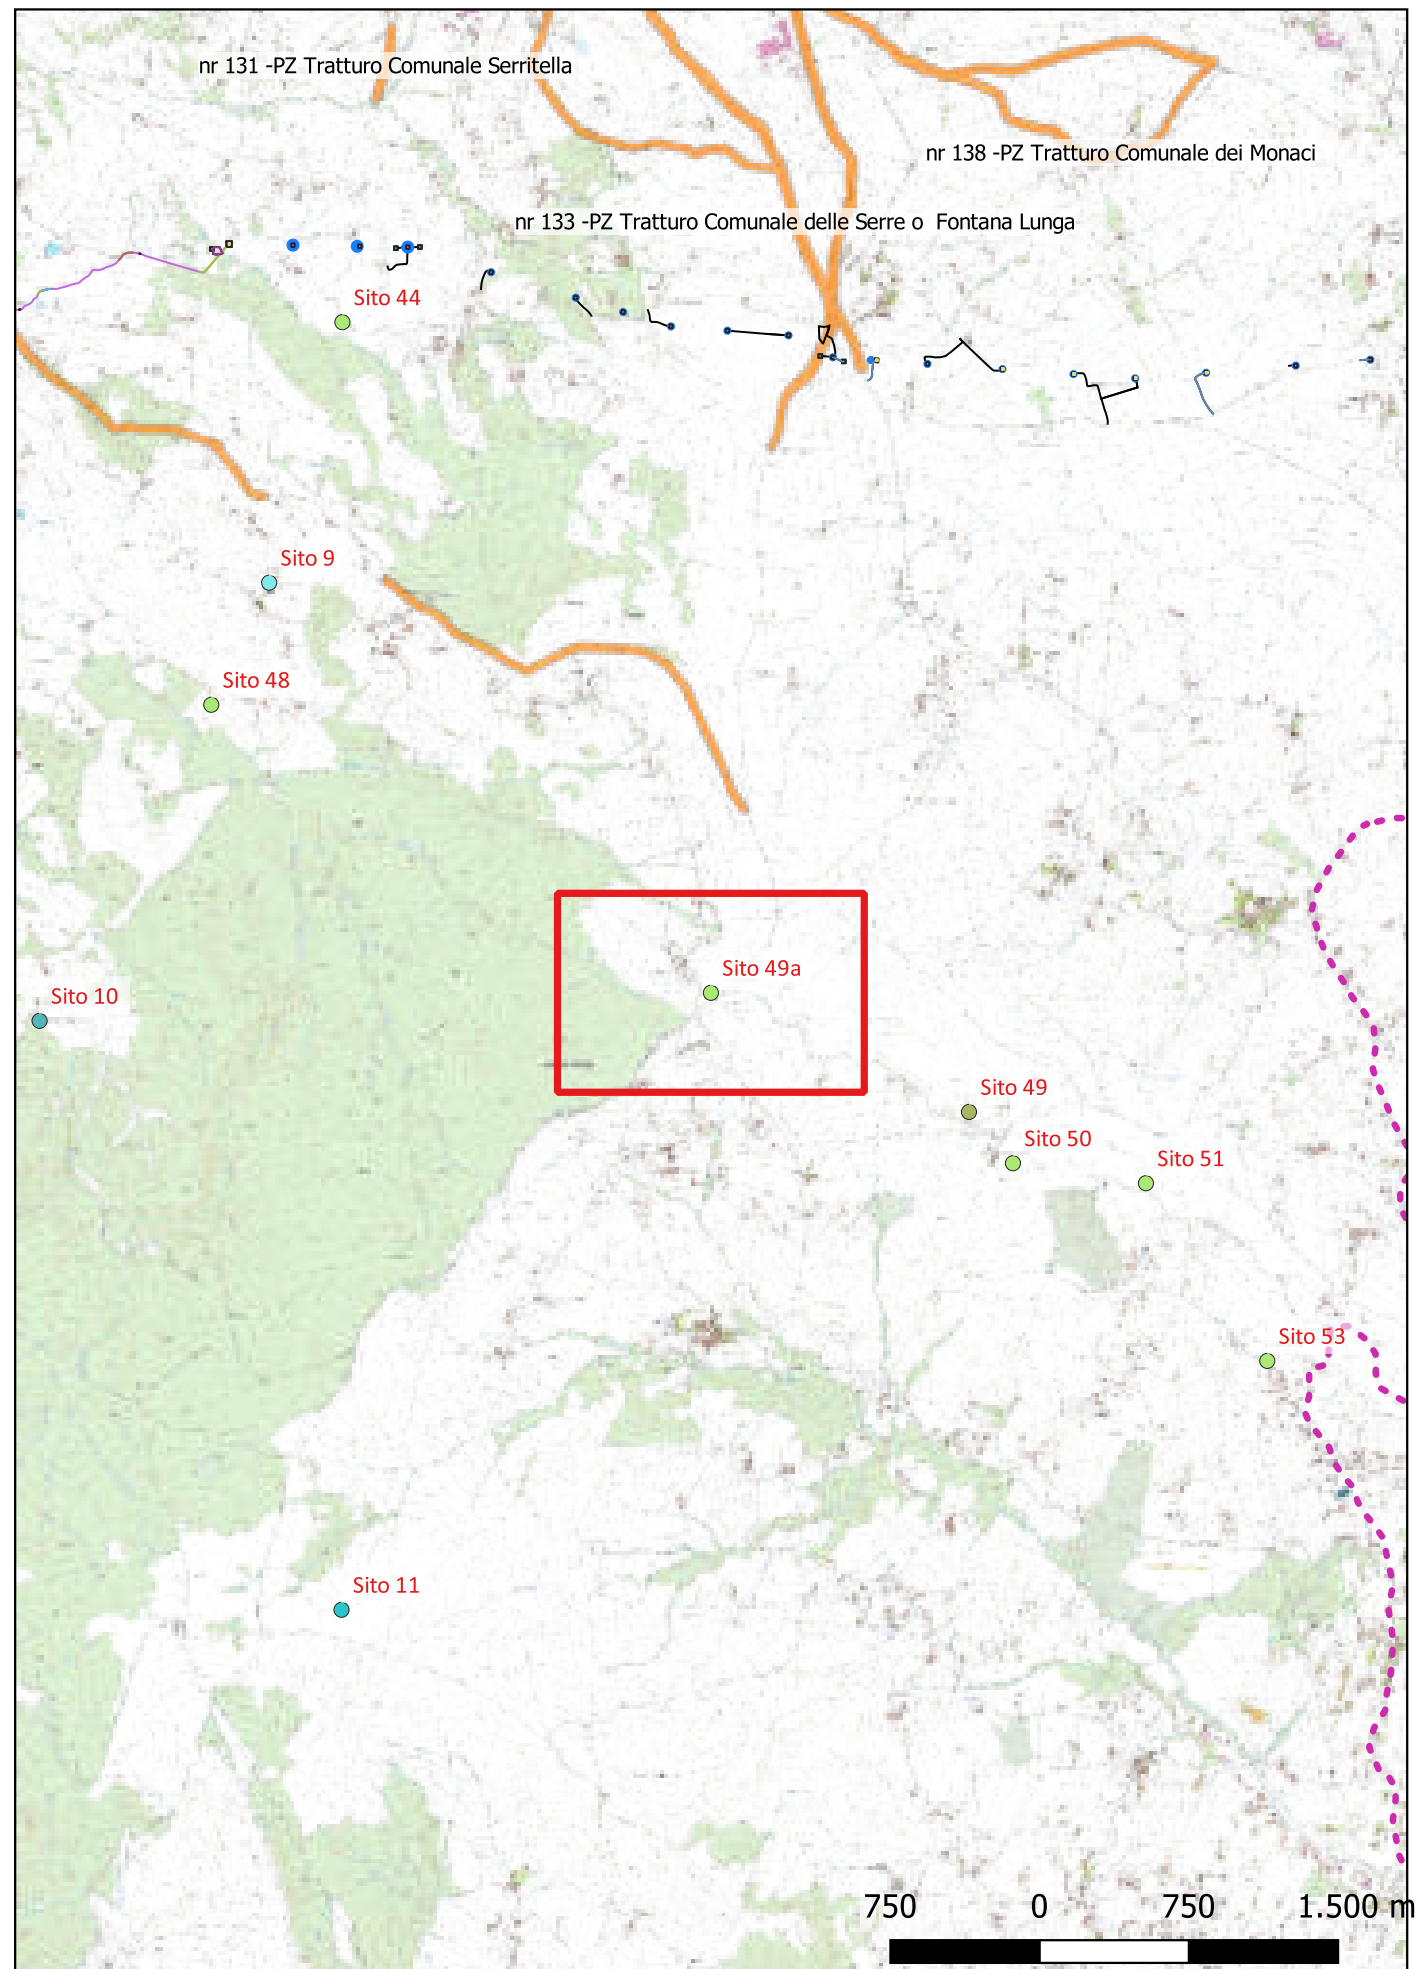 nr 131 -PZ Tratturo Comunale Serritella
nr 138 -PZ Tratturo Comunale dei Monaci
nr 133 -PZ Tratturo Comunale delle Serre o  Fontana Lunga
Sito 44
Sito 9
Sito 48
Sito 49a
Sito 10
Sito 49
Sito 50
Sito 51
Sito 53
Sito 11
750 0 750 1.500 m